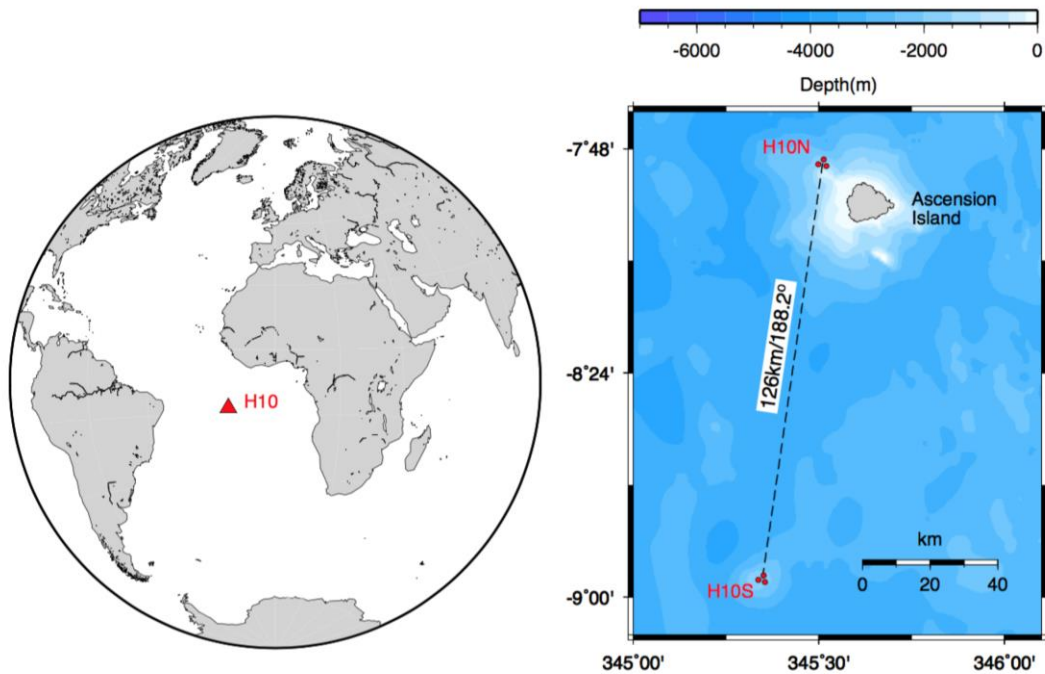 -6000 -4000 -2000 0
Depth(m)
H10
-7˚48'
-8˚24'
-9˚00'
H10N
Ascension
Island
126km/188.2º
H10S
km
0 20 40
345˚00' 345˚30' 346˚00'